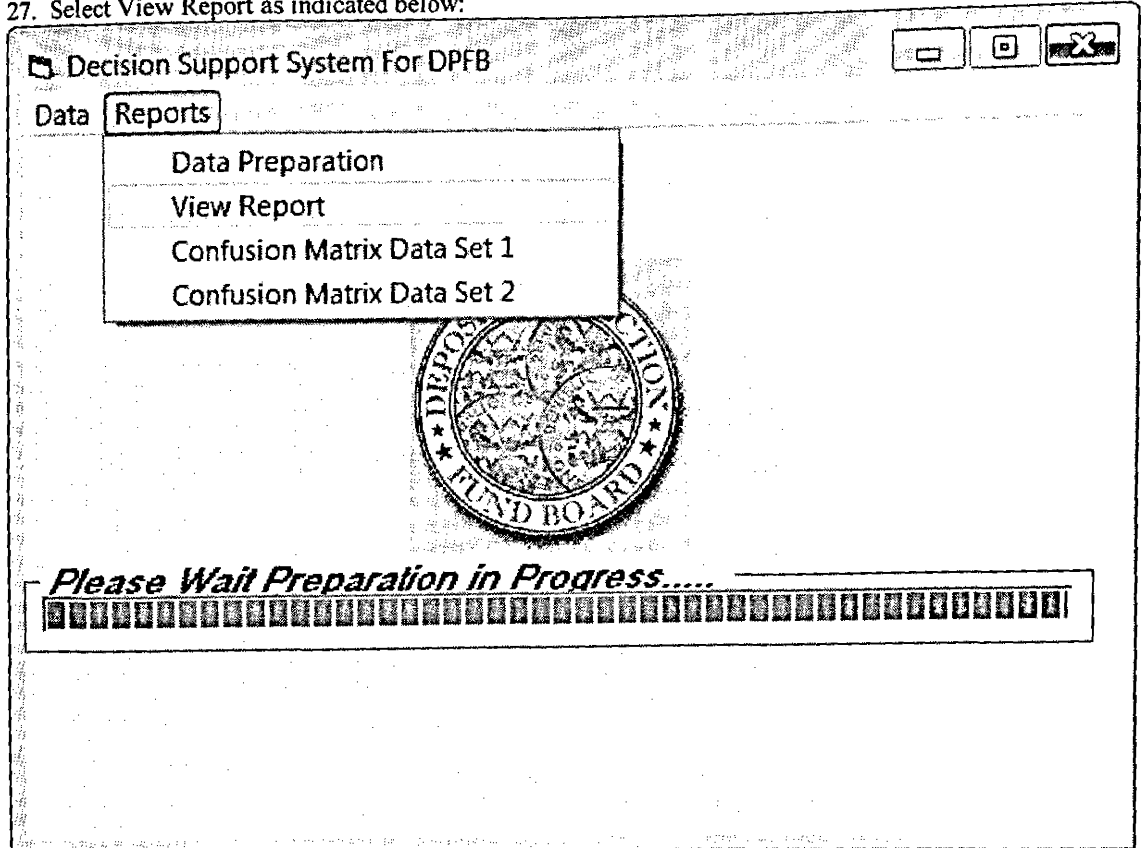 27. Select View Report as indicated below:
Decision Support System For DPFB
Data Reports
Data Preparation
View Report
Confusion Matrix Data Set 1
Confusion Matrix Data Set 2
FUND BOARD
Please Wait Preparation in Progress.....